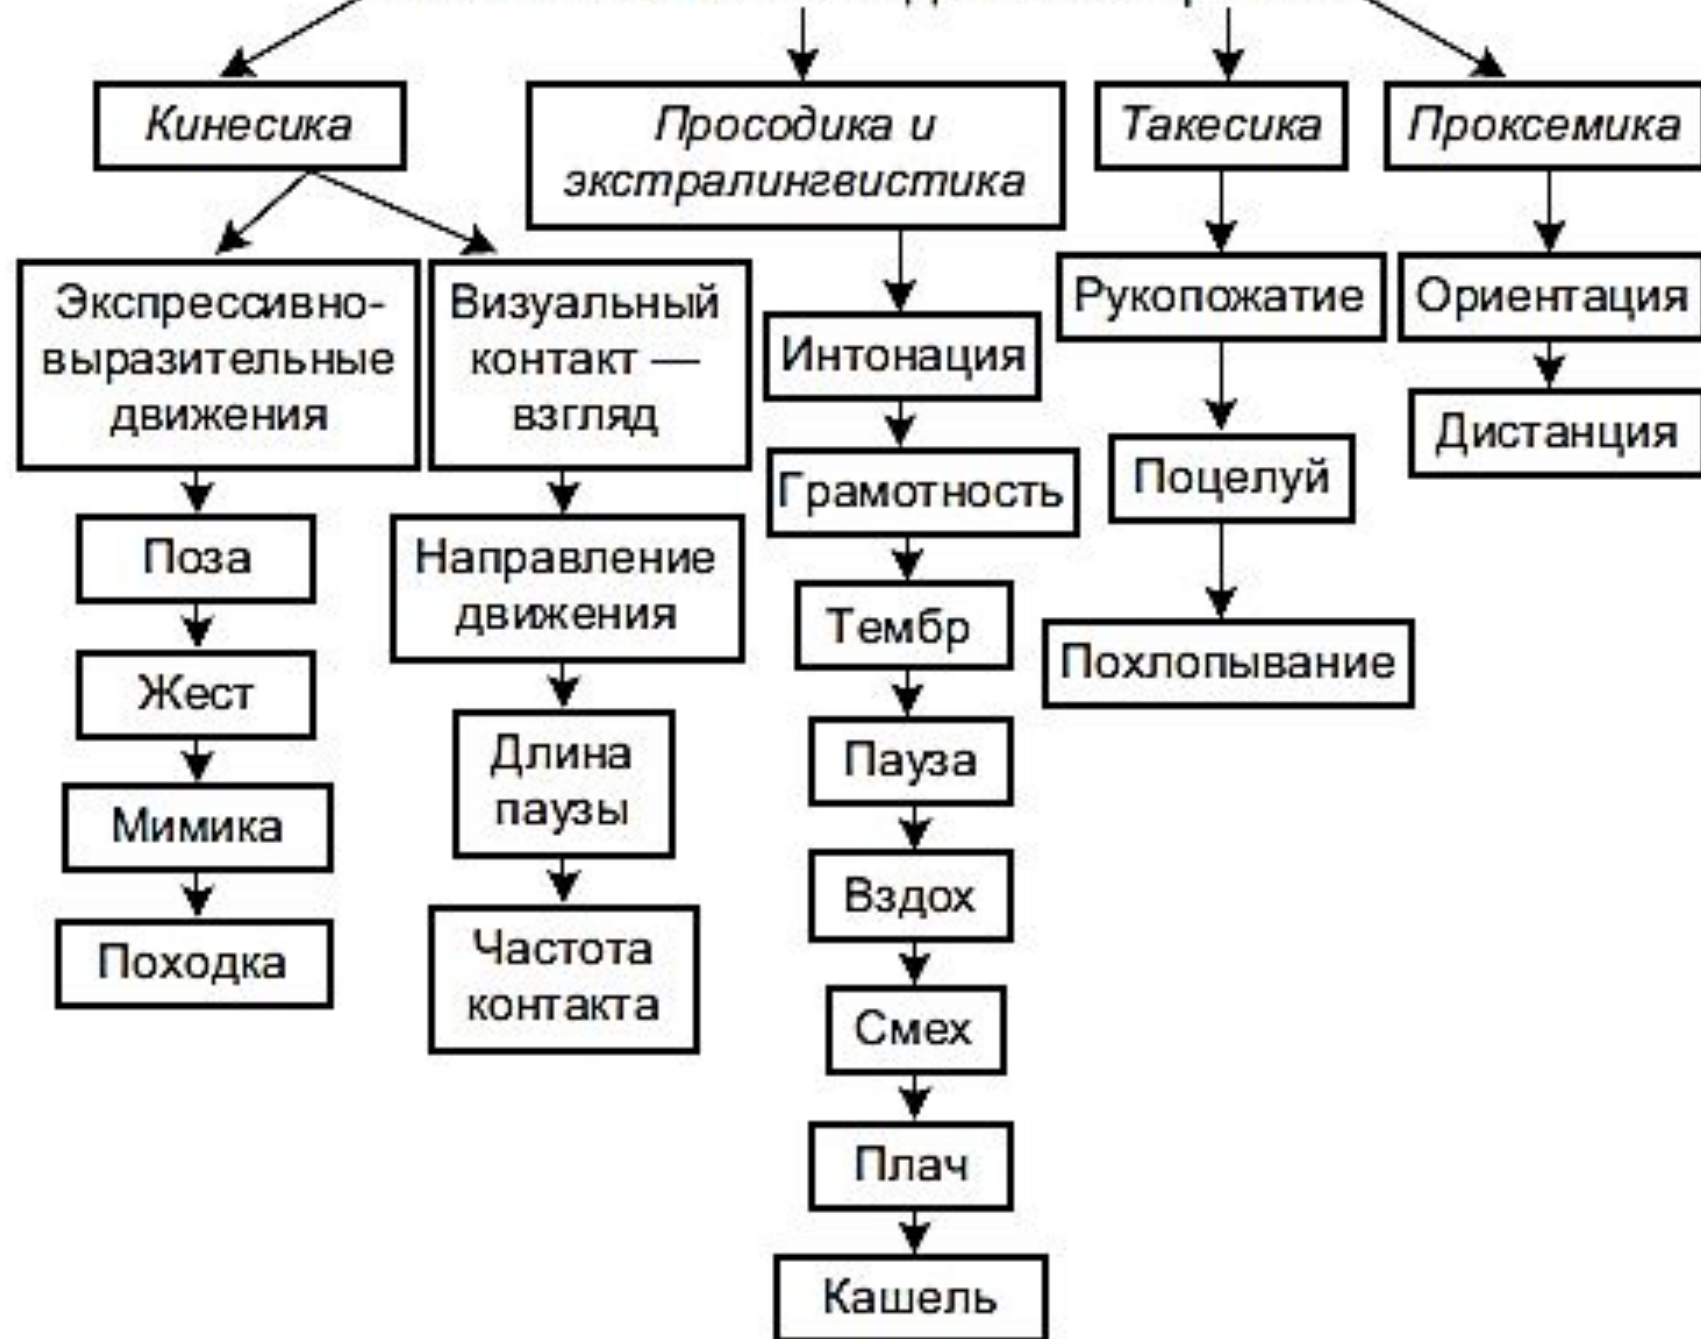 Кинесика
Просодика и
экстралингвистика
Такесика
Проксемика
Экспрессивно-
выразительные
движения
Визуальный
контакт —
взгляд
Интонация
Рукопожатие
Ориентация
Грамотность
Поцелуй
Дистанция
Поза
Направление
движения
Тембр
Похлопывание
Жест
Длина
паузы
Пауза
Мимика
Вздох
Походка
Частота
контакта
Смех
Плач
Кашель